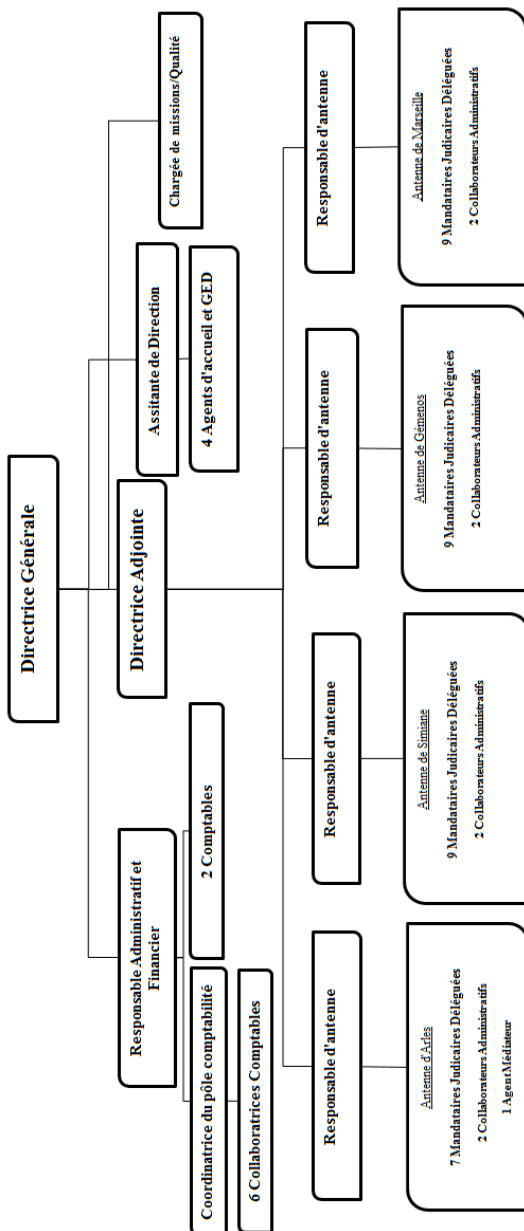 Directrice Générale
Responsable Administratif et
Financier
Directrice Adjointe
Assitante de Direction
Chargée de missions/Qualité
Coordinatrice du pôle comptabilité
2 Comptables
4 Agents d'accueil et GED
6 Collaboratrices Comptables
Responsable d'antenne
Responsable d'antenne
Responsable d'antenne
Responsable d'antenne
Antenne d'Arles
7 Mandataires Judicaires Déléguées
2 Collaborateurs Administratifs
1 Agent Médiateur
Antenne de Simiane
9 Mandataires Judicaires Déléguées
2 Collaborateurs Administratifs
Antenne de Gémenos
9 Mandataires Judicaires Déléguées
2 Collaborateurs Administratifs
Antenne de Marseille
9 Mandataires Judicaires Déléguées
2 Collaborateurs Administratifs